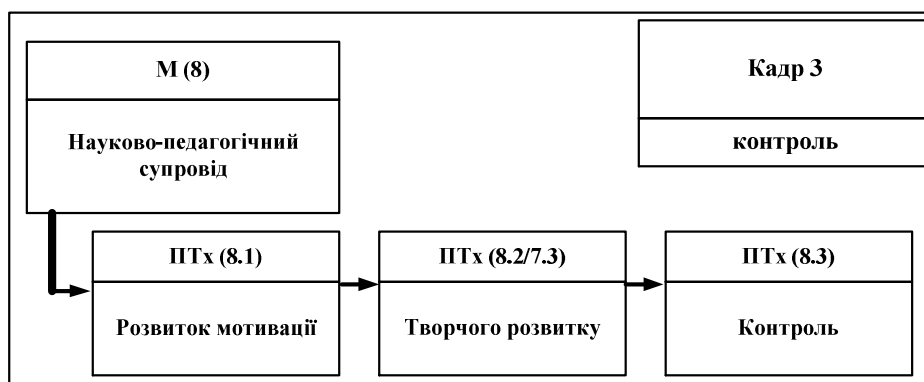 М (8)
Науково-педагогічний
супровід
Кадр 3
контроль
ПТх (8.1)
Розвиток мотивації
ПТх (8.2/7.3)
Творчого розвитку
ПТх (8.3)
Контроль